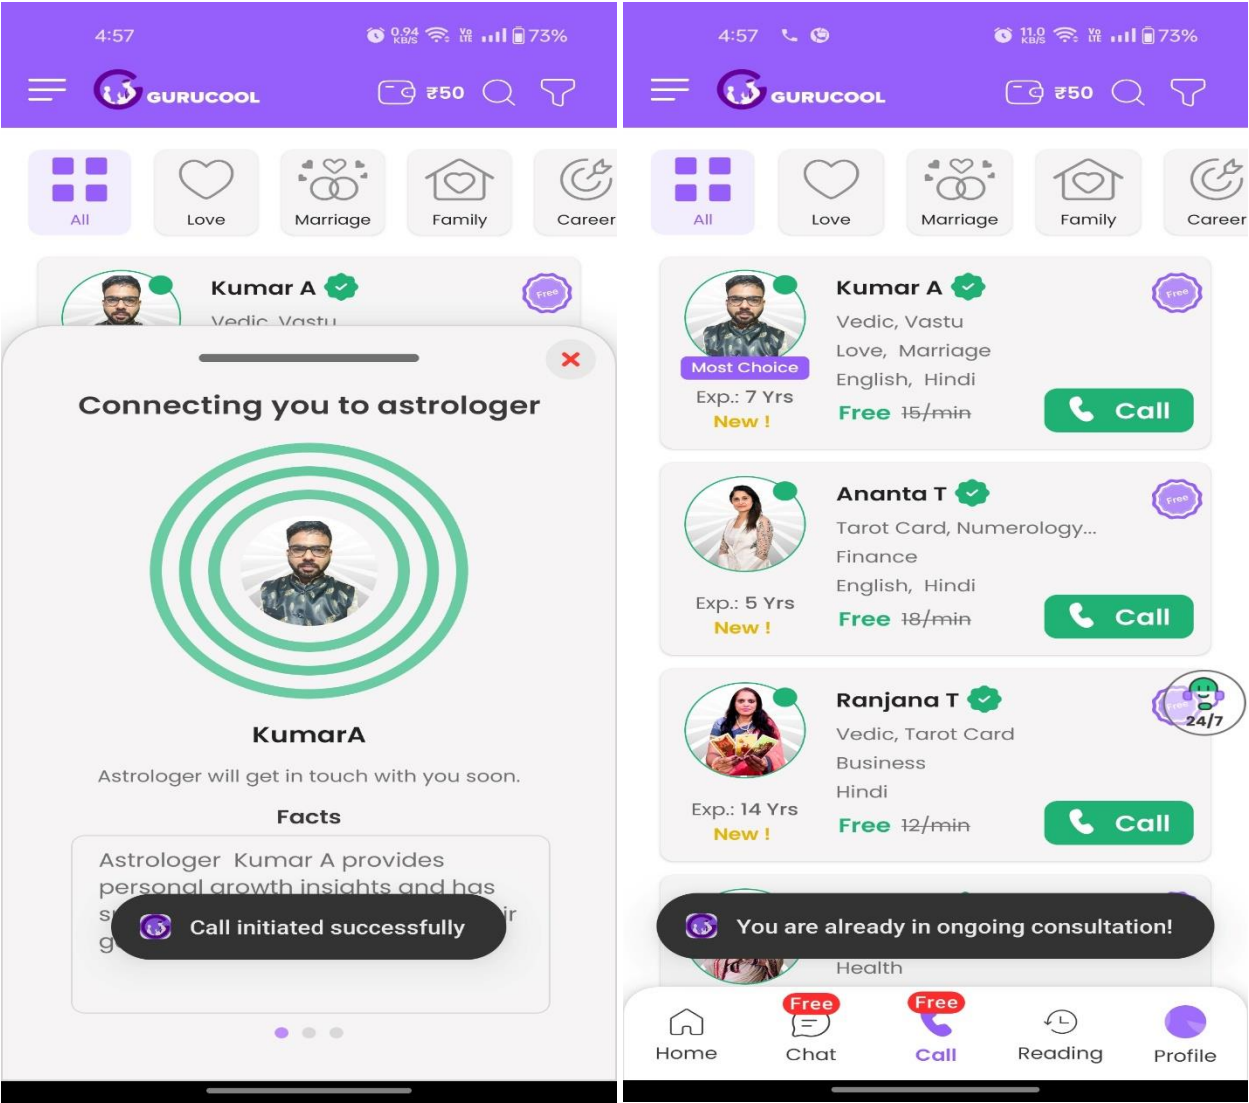 4:57
0.94 KB/S
Vo LTE
73%
GURUCOOL
₹50
All
Love
Marriage
Family
Career
Kumar A
Free
Vedic, Vastu
Connecting you to astrologer
KumarA
Astrologer will get in touch with you soon.
Facts
Astrologer Kumar A provides
personal growth insights and has
Call initiated successfully
4:57
11.0 KB/S
Vo LTE
73%
GURUCOOL
₹50
All
Love
Marriage
Family
Career
Kumar A
Free
Vedic, Vastu
Love, Marriage
Most Choice
English, Hindi
Exp.: 7 Yrs
New !
Free 15/min
Call
Ananta T
Free
Tarot Card, Numerology...
Finance
English, Hindi
Exp.: 5 Yrs
New !
Free 18/min
Call
Ranjana T
Free
24/7
Vedic, Tarot Card
Business
Hindi
Exp.: 14 Yrs
New !
Free 12/min
Call
You are already in ongoing consultation!
Health
Free
Free
Home
Chat
Call
Reading
Profile